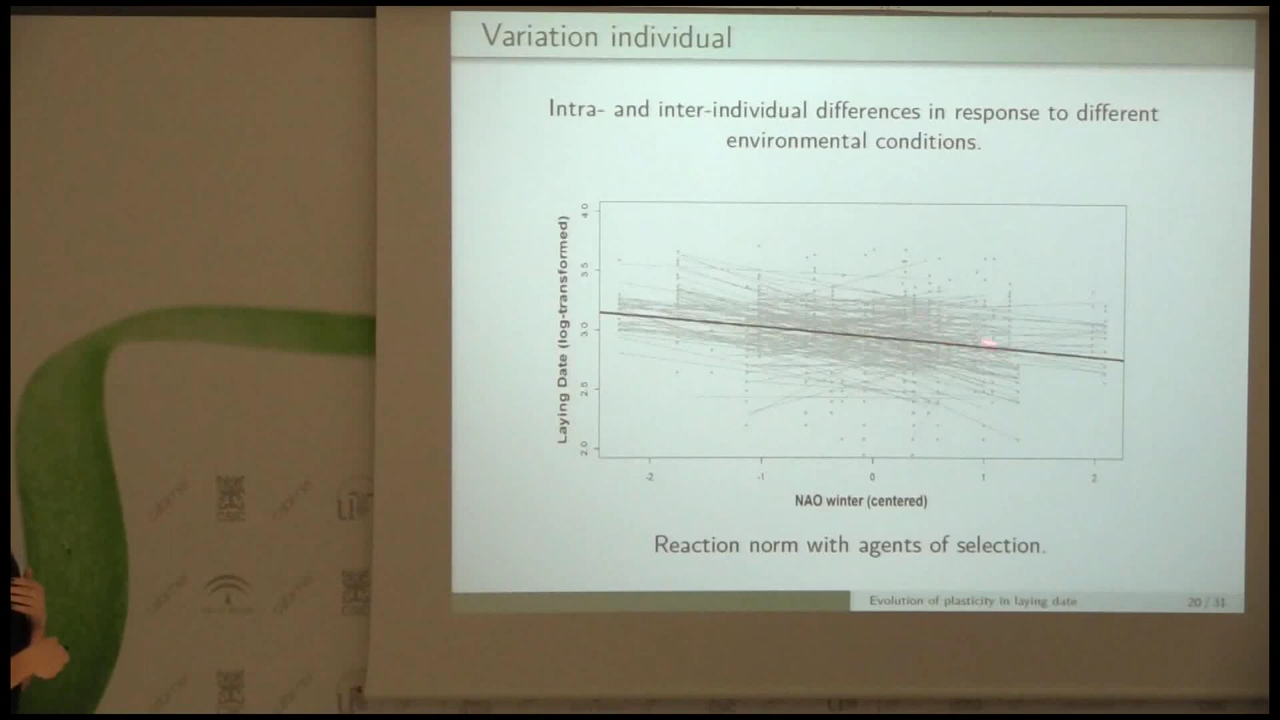 Variation individual
Intra- and inter-individual differences in response to different
environmental conditions.
Laying Date (log-transformed)
4.0
3.5
3.0
2.5
2.0
-2
-1
0
1
2
NAO winter (centered)
Reaction norm with agents of selection.
Evolution of plasticity in laying date
20 / 31